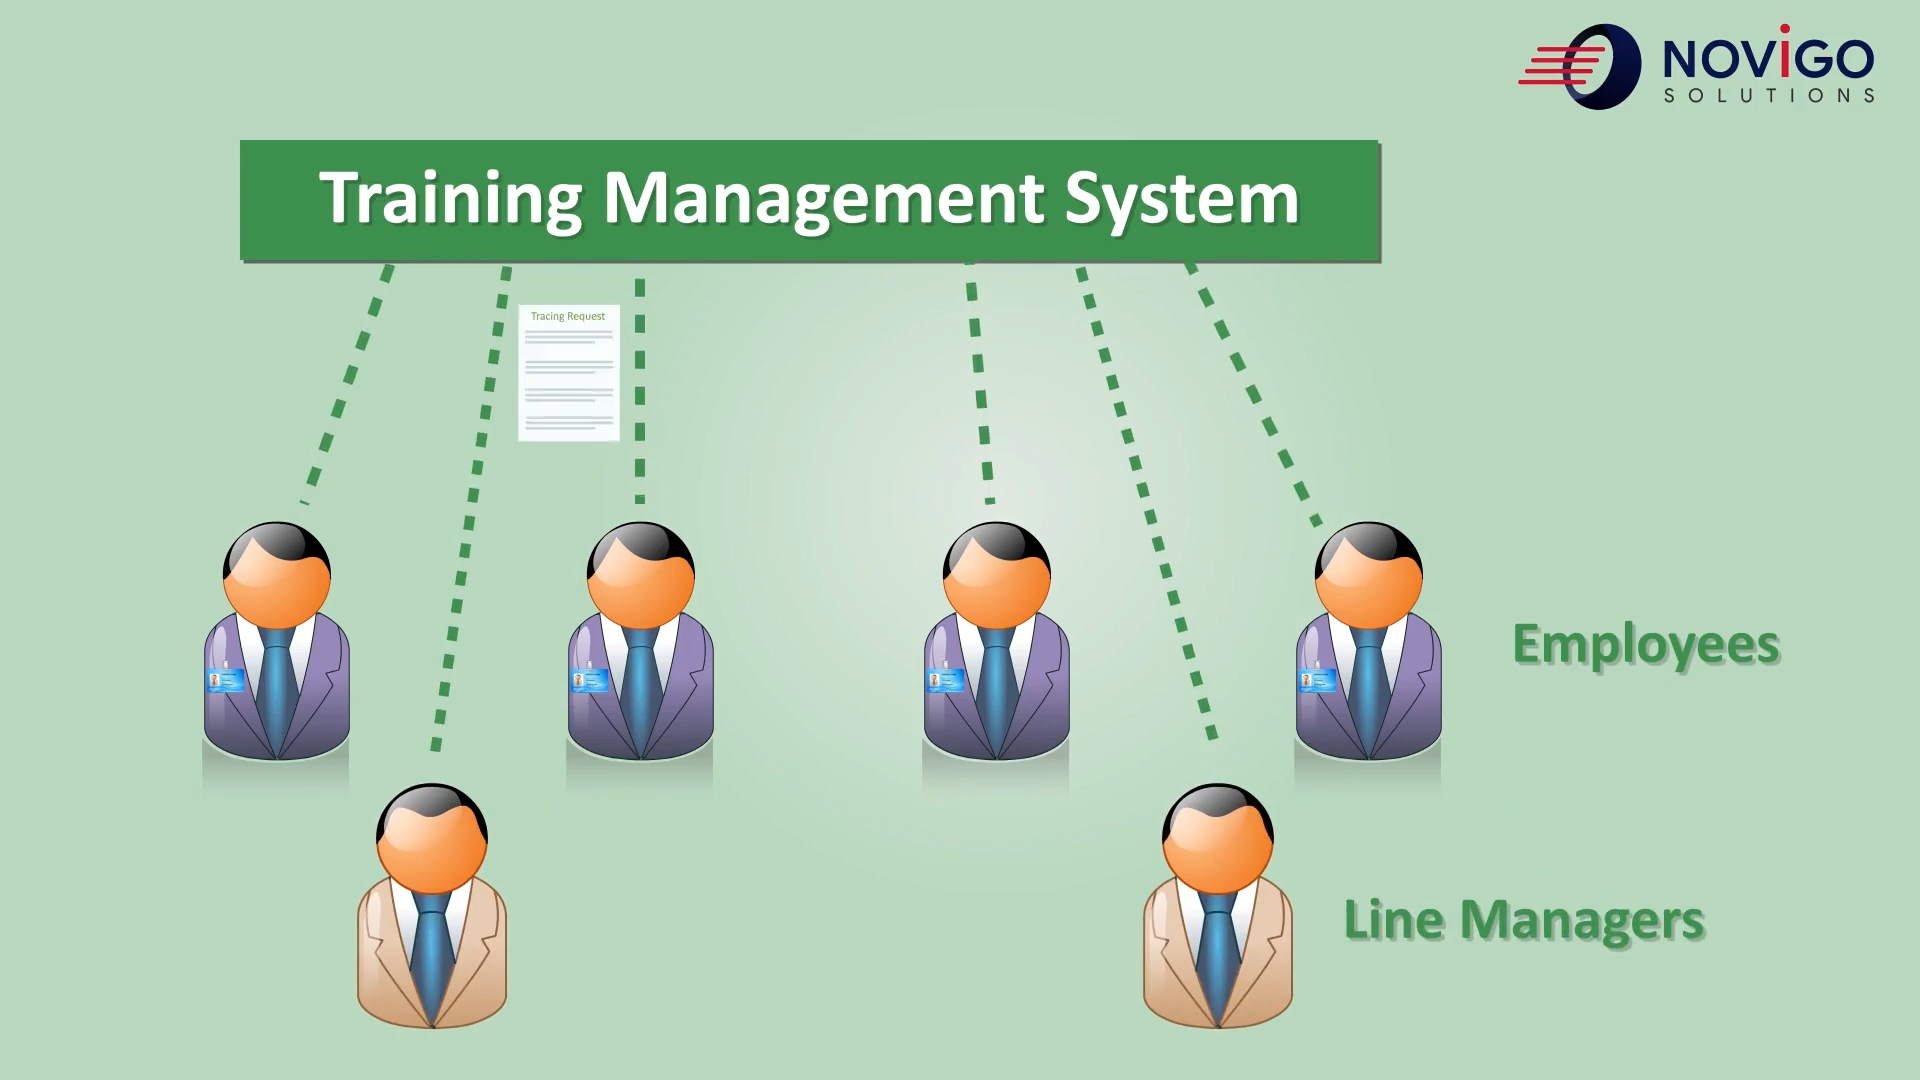 NOViGO
SOLUTIONS
Training Management System
Tracing Request
Employees
Line Managers